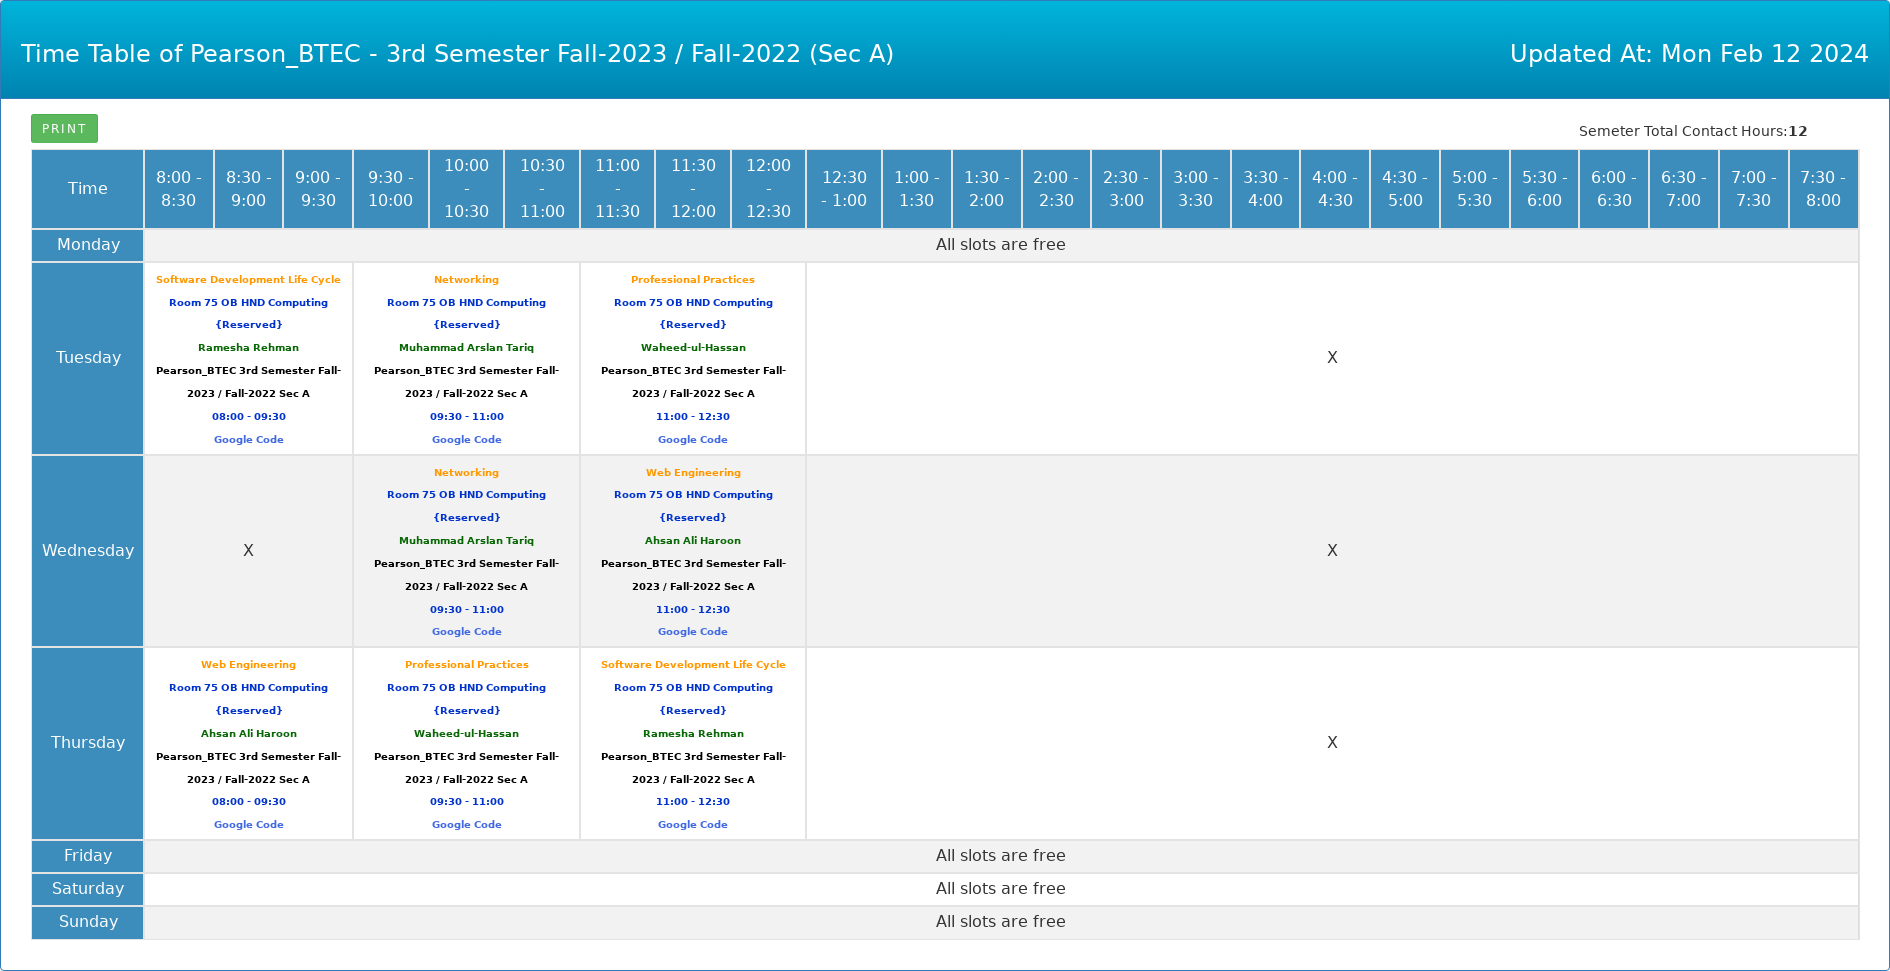 Time Table of Pearson_BTEC - 3rd Semester Fall-2023 / Fall-2022 (Sec A)
Updated At: Mon Feb 12 2024
PRINT
Semeter Total Contact Hours:12
Time
8:00 -
8:30
8:30 -
9:00
9:00 -
9:30
9:30 -
10:00
10:00
-
10:30
10:30
-
11:00
11:00
-
11:30
11:30
-
12:00
12:00
-
12:30
12:30
- 1:00
1:00 -
1:30
1:30 -
2:00
2:00 -
2:30
2:30 -
3:00
3:00 -
3:30
3:30 -
4:00
4:00 -
4:30
4:30 -
5:00
5:00 -
5:30
5:30 -
6:00
6:00 -
6:30
6:30 -
7:00
7:00 -
7:30
7:30 -
8:00
Monday
All slots are free
Tuesday
Software Development Life Cycle
Room 75 OB HND Computing
{Reserved}
Ramesha Rehman
Pearson_BTEC 3rd Semester Fall-
2023 / Fall-2022 Sec A
08:00 - 09:30
Google Code
Networking
Room 75 OB HND Computing
{Reserved}
Muhammad Arslan Tariq
Pearson_BTEC 3rd Semester Fall-
2023 / Fall-2022 Sec A
09:30 - 11:00
Google Code
Professional Practices
Room 75 OB HND Computing
{Reserved}
Waheed-ul-Hassan
Pearson_BTEC 3rd Semester Fall-
2023 / Fall-2022 Sec A
11:00 - 12:30
Google Code
X
Wednesday
X
Networking
Room 75 OB HND Computing
{Reserved}
Muhammad Arslan Tariq
Pearson_BTEC 3rd Semester Fall-
2023 / Fall-2022 Sec A
09:30 - 11:00
Google Code
Web Engineering
Room 75 OB HND Computing
{Reserved}
Ahsan Ali Haroon
Pearson_BTEC 3rd Semester Fall-
2023 / Fall-2022 Sec A
11:00 - 12:30
Google Code
X
Thursday
Web Engineering
Room 75 OB HND Computing
{Reserved}
Ahsan Ali Haroon
Pearson_BTEC 3rd Semester Fall-
2023 / Fall-2022 Sec A
08:00 - 09:30
Google Code
Professional Practices
Room 75 OB HND Computing
{Reserved}
Waheed-ul-Hassan
Pearson_BTEC 3rd Semester Fall-
2023 / Fall-2022 Sec A
09:30 - 11:00
Google Code
Software Development Life Cycle
Room 75 OB HND Computing
{Reserved}
Ramesha Rehman
Pearson_BTEC 3rd Semester Fall-
2023 / Fall-2022 Sec A
11:00 - 12:30
Google Code
X
Friday
All slots are free
Saturday
All slots are free
Sunday
All slots are free